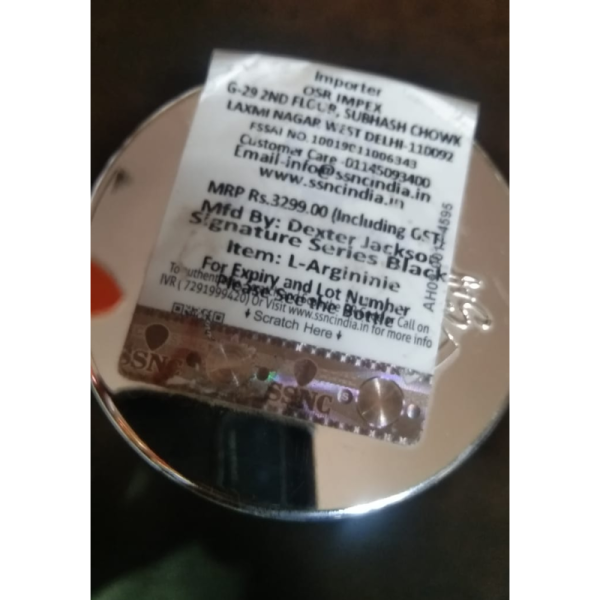 Importer
OSR IMPEX
G-29 2ND FLOOR, SUBHASH CHOWK
LAXMI NAGAR WEST DELHI-110092
FSSAI NO.10019011006343
Customer Care -01145093400
Email-info@ssncindia.in
www.ssncindia.in
MRP Rs.3299.00 (Including GST)
Mfd By: Dexter Jackson
Signature Series Black
Item: L-Argininie
For Expiry and Lot Number
Please See the Bottle
Call on
IVR ( 7291999420) Or Visit www.ssncindia.in for more info
Scratch Here
SSNC
SSNC